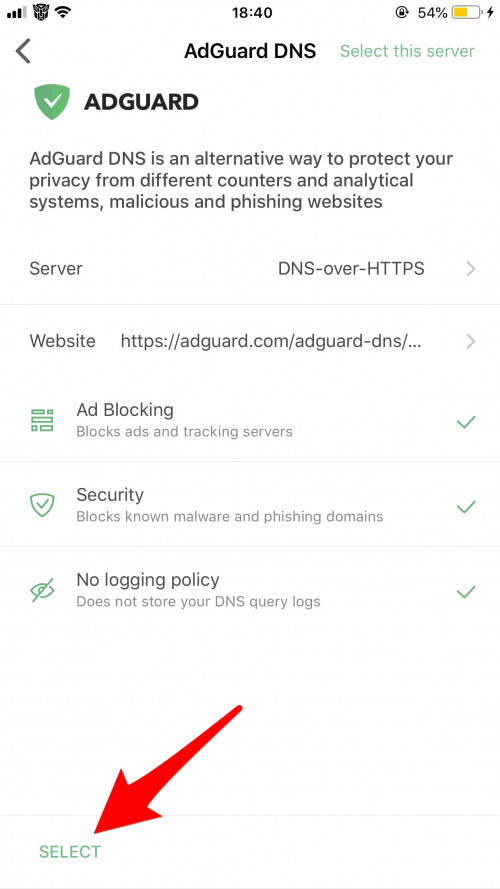 18:40
54%
AdGuard DNS
Select this server
ADGUARD
AdGuard DNS is an alternative way to protect your
privacy from different counters and analytical
systems, malicious and phishing websites
Server DNS-over-HTTPS
Website https://adguard.com/adguard-dns/...
Ad Blocking
Blocks ads and tracking servers
Security
Blocks known malware and phishing domains
No logging policy
Does not store your DNS query logs
SELECT